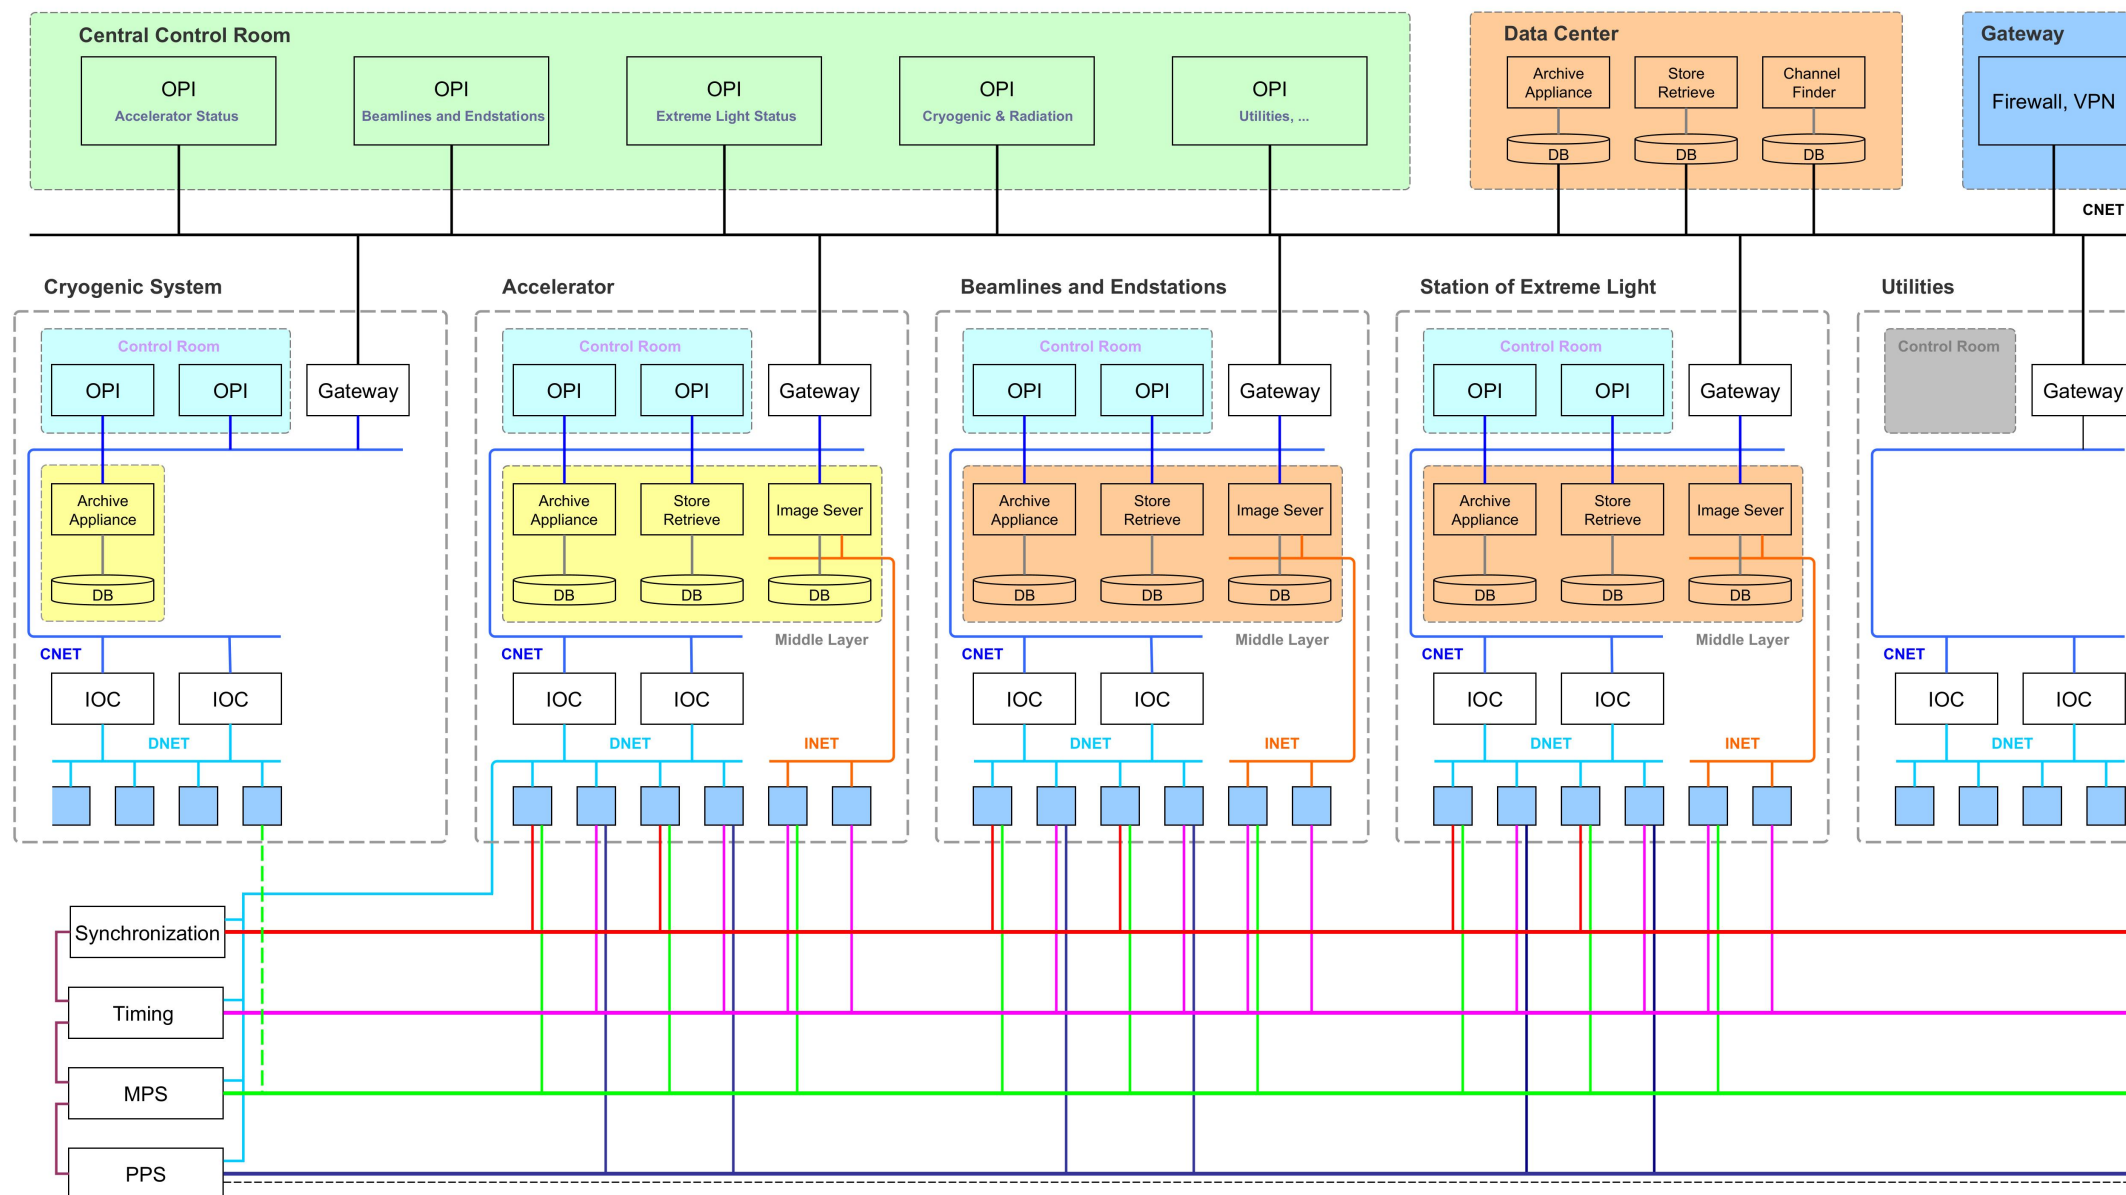 Central Control Room
OPI
Accelerator Status
OPI
Beamlines and Endstations
OPI
Extreme Light Status
OPI
Cryogenic & Radiation
OPI
Utilities, ...
Data Center
Archive
Appliance
DB
Store
Retrieve
DB
Channel
Finder
DB
Gateway
Firewall, VPN
CNET
Cryogenic System
Control Room
OPI
OPI
Gateway
Archive
Appliance
DB
CNET
IOC
IOC
DNET
Accelerator
Control Room
OPI
OPI
Gateway
Archive
Appliance
Store
Retrieve
Image Sever
DB
DB
DB
Middle Layer
CNET
IOC
IOC
DNET
INET
Beamlines and Endstations
Control Room
OPI
OPI
Gateway
Archive
Appliance
Store
Retrieve
Image Sever
DB
DB
DB
Middle Layer
CNET
IOC
IOC
DNET
INET
Station of Extreme Light
Control Room
OPI
OPI
Gateway
Archive
Appliance
Store
Retrieve
Image Sever
DB
DB
DB
Middle Layer
CNET
IOC
IOC
DNET
INET
Utilities
Control Room
Gateway
CNET
IOC
IOC
DNET
Synchronization
Timing
MPS
PPS